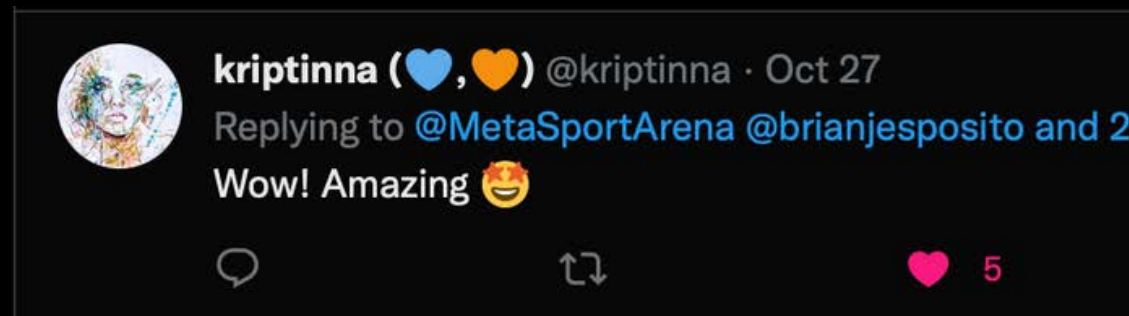 kriptinna (🩵,🧡) @kriptinna · Oct 27
Replying to @MetaSportArena @brianjesposito and 2
Wow! Amazing 🤩
5